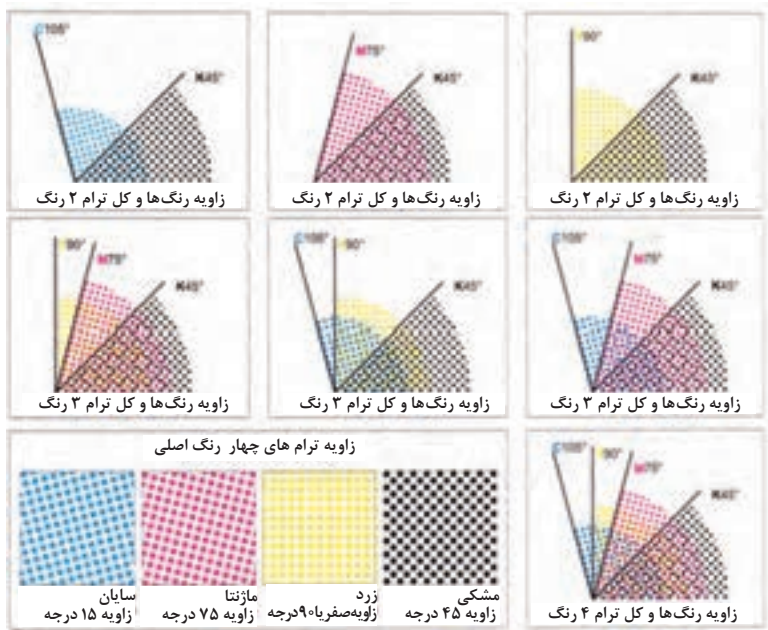 Y90°
K45°
زاویه رنگ‌ها و کل ترام ۲ رنگ
M75°
K45°
زاویه رنگ‌ها و کل ترام ۲ رنگ
C105°
K45°
زاویه رنگ‌ها و کل ترام ۲ رنگ
C105°
M75°
K45°
زاویه رنگ‌ها و کل ترام ۳ رنگ
C105°
Y90°
K45°
زاویه رنگ‌ها و کل ترام ۳ رنگ
Y90°
M75°
K45°
زاویه رنگ‌ها و کل ترام ۳ رنگ
C105°
Y90°
M75°
K45°
زاویه رنگ‌ها و کل ترام ۴ رنگ
زاویه ترام های چهار رنگ اصلی
مشکی
زاویه ۴۵ درجه
زرد
زاویه‌صفریا۹۰درجه
ماژنتا
زاویه ۷۵ درجه
سایان
زاویه ۱۵ درجه